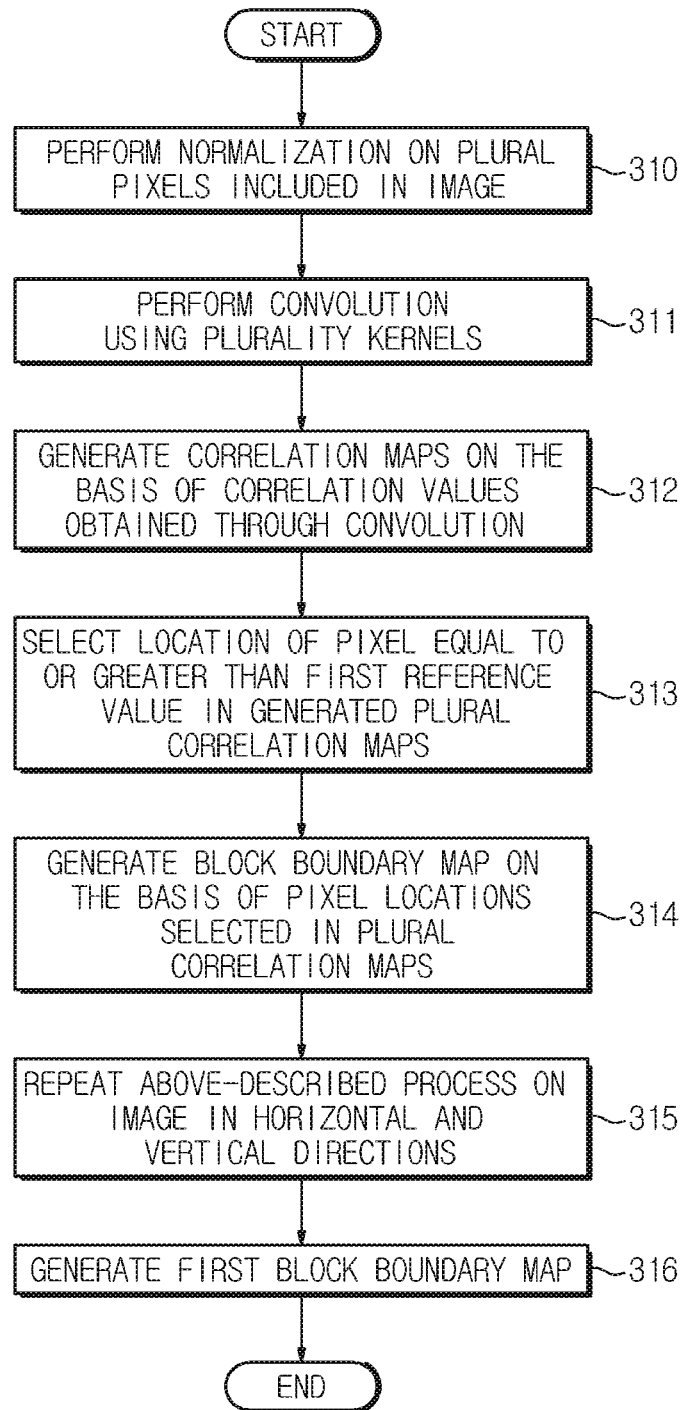 START
PERFORM NORMALIZATION ON PLURAL
PIXELS INCLUDED IN IMAGE
310
PERFORM CONVOLUTION
USING PLURALITY KERNELS
311
GENERATE CORRELATION MAPS ON THE
BASIS OF CORRELATION VALUES
OBTAINED THROUGH CONVOLUTION
312
SELECT LOCATION OF PIXEL EQUAL TO
OR GREATER THAN FIRST REFERENCE
VALUE IN GENERATED PLURAL
CORRELATION MAPS
313
GENERATE BLOCK BOUNDARY MAP ON
THE BASIS OF PIXEL LOCATIONS
SELECTED IN PLURAL
CORRELATION MAPS
314
REPEAT ABOVE-DESCRIBED PROCESS ON
IMAGE IN HORIZONTAL AND
VERTICAL DIRECTIONS
315
GENERATE FIRST BLOCK BOUNDARY MAP
316
END